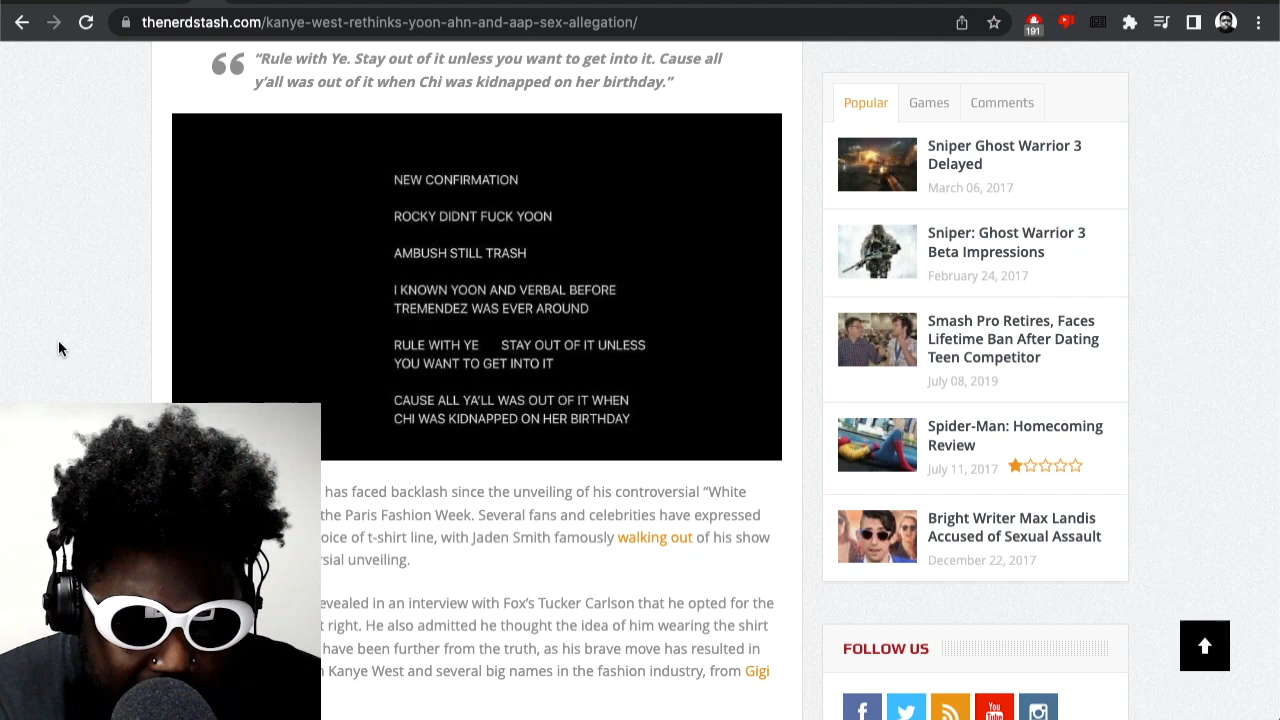 thenerdstash.com/kanye-west-rethinks-yoon-ahn-and-aap-sex-allegation/
191
“Rule with Ye. Stay out of it unless you want to get into it. Cause all
y’all was out of it when Chi was kidnapped on her birthday.”
NEW CONFIRMATION
ROCKY DIDNT FUCK YOON
AMBUSH STILL TRASH
I KNOWN YOON AND VERBAL BEFORE
TREMENDEZ WAS EVER AROUND
RULE WITH YE STAY OUT OF IT UNLESS
YOU WANT TO GET INTO IT
CAUSE ALL YA'LL WAS OUT OF IT WHEN
CHI WAS KIDNAPPED ON HER BIRTHDAY
has faced backlash since the unveiling of his controversial “White
the Paris Fashion Week. Several fans and celebrities have expressed
oice of t-shirt line, with Jaden Smith famously walking out of his show
rsial unveiling.
evealed in an interview with Fox’s Tucker Carlson that he opted for the
t right. He also admitted he thought the idea of him wearing the shirt
have been further from the truth, as his brave move has resulted in
Kanye West and several big names in the fashion industry, from Gigi
Popular Games Comments
Sniper Ghost Warrior 3
Delayed
March 06, 2017
Sniper: Ghost Warrior 3
Beta Impressions
February 24, 2017
Smash Pro Retires, Faces
Lifetime Ban After Dating
Teen Competitor
July 08, 2019
Spider-Man: Homecoming
Review
July 11, 2017
Bright Writer Max Landis
Accused of Sexual Assault
December 22, 2017
FOLLOW US
You
Tube